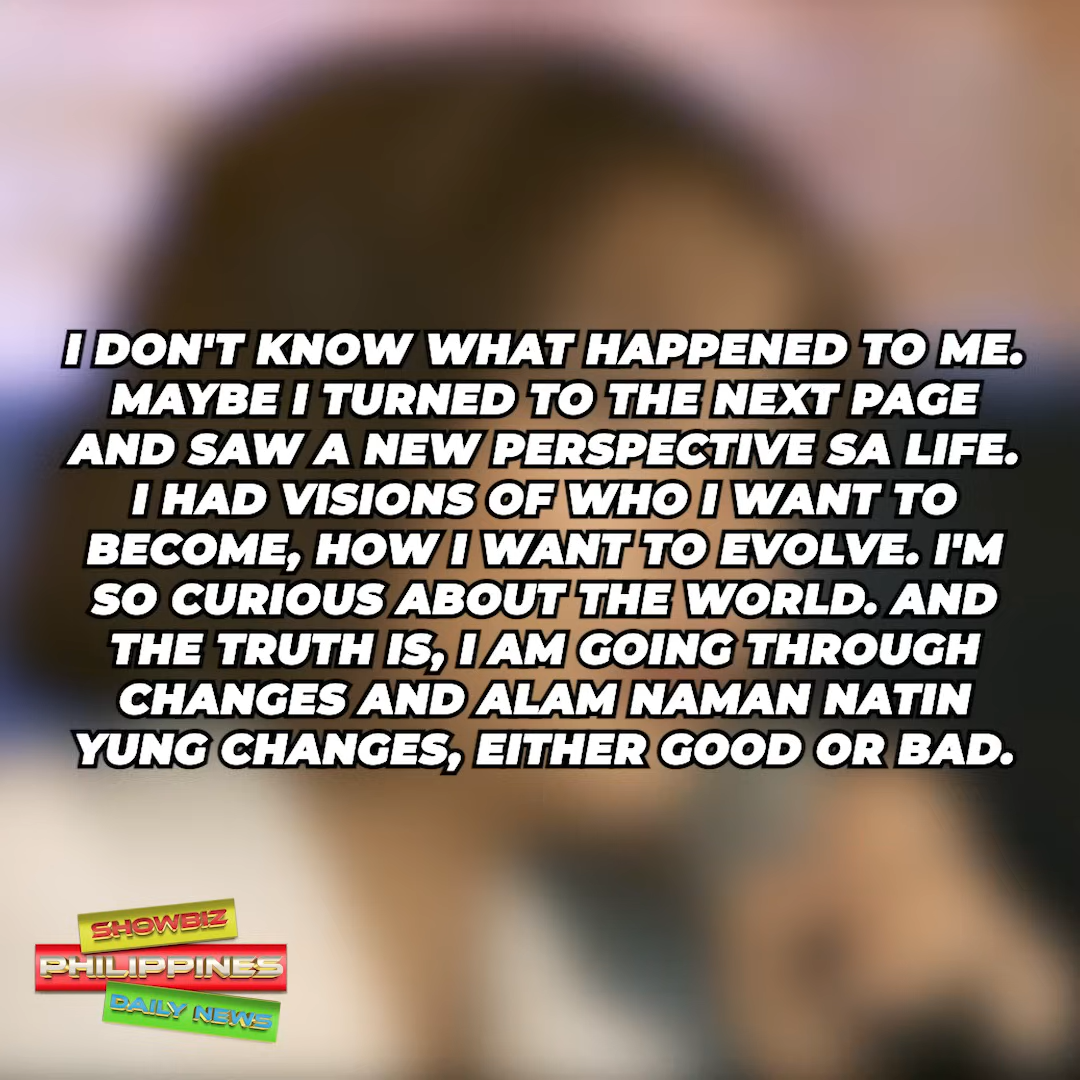 I DON'T KNOW WHAT HAPPENED TO ME.
MAYBE I TURNED TO THE NEXT PAGE
AND SAW A NEW PERSPECTIVE SA LIFE.
I HAD VISIONS OF WHO I WANT TO
BECOME, HOW I WANT TO EVOLVE. I'M
SO CURIOUS ABOUT THE WORLD. AND
THE TRUTH IS, I AM GOING THROUGH
CHANGES AND ALAM NAMAN NATIN
YUNG CHANGES, EITHER GOOD OR BAD.
SHOWBIZ
PHILIPPINES
DAILY NEWS